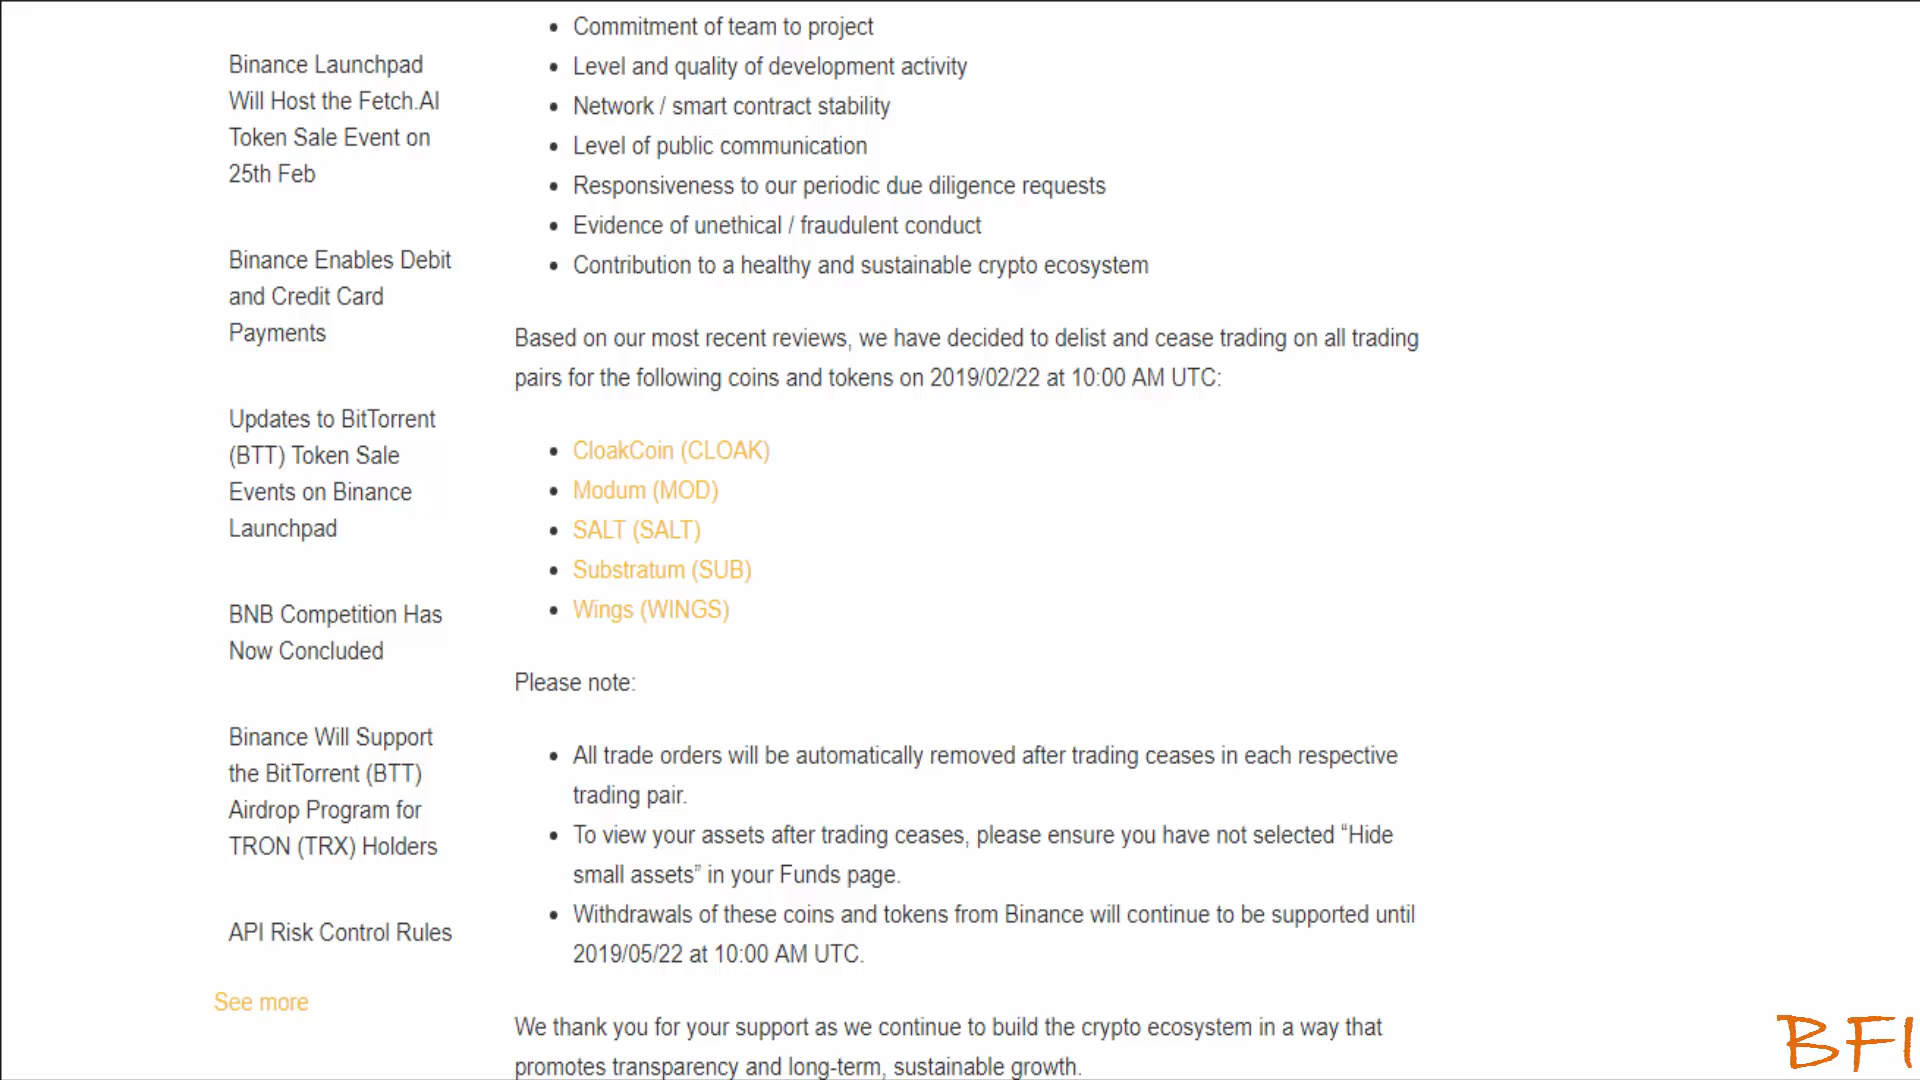 Binance Launchpad
Will Host the Fetch.AI
Token Sale Event on
25th Feb
Binance Enables Debit
and Credit Card
Payments
Updates to BitTorrent
(BTT) Token Sale
Events on Binance
Launchpad
BNB Competition Has
Now Concluded
Binance Will Support
the BitTorrent (BTT)
Airdrop Program for
TRON (TRX) Holders
API Risk Control Rules
See more
• Commitment of team to project
• Level and quality of development activity
• Network / smart contract stability
• Level of public communication
• Responsiveness to our periodic due diligence requests
• Evidence of unethical / fraudulent conduct
• Contribution to a healthy and sustainable crypto ecosystem
Based on our most recent reviews, we have decided to delist and cease trading on all trading
pairs for the following coins and tokens on 2019/02/22 at 10:00 AM UTC:
• CloakCoin (CLOAK)
• Modum (MOD)
• SALT (SALT)
• Substratum (SUB)
• Wings (WINGS)
Please note:
• All trade orders will be automatically removed after trading ceases in each respective
trading pair.
• To view your assets after trading ceases, please ensure you have not selected “Hide
small assets” in your Funds page.
• Withdrawals of these coins and tokens from Binance will continue to be supported until
2019/05/22 at 10:00 AM UTC.
We thank you for your support as we continue to build the crypto ecosystem in a way that
promotes transparency and long-term, sustainable growth.
BFI